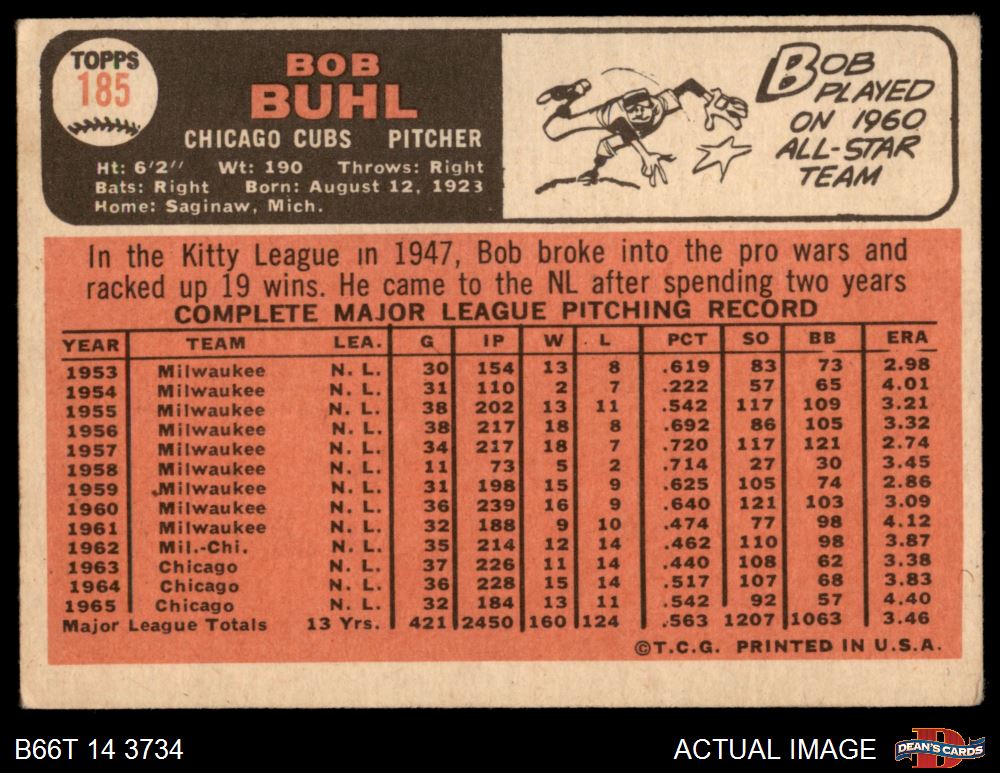 TOPPS
185
BOB
BUHL
CHICAGO CUBS PITCHER
Ht: 6'2" Wt: 190 Throws: Right
Bats: Right Born: August 12, 1923
Home: Saginaw, Mich.
BOB
PLAYED
ON 1960
ALL-STAR
TEAM
In the Kitty League in 1947, Bob broke into the pro wars and
racked up 19 wins. He came to the NL after spending two years
COMPLETE MAJOR LEAGUE PITCHING RECORD
YEAR TEAM LEA. G IP W L PCT SO BB ERA
1953 Milwaukee N. L. 30 154 13 8 .619 83 73 2.98
1954 Milwaukee N. L. 31 110 2 7 .222 57 65 4.01
1955 Milwaukee N. L. 38 202 13 11 .542 117 109 3.21
1956 Milwaukee N. L. 38 217 18 8 .692 86 105 3.32
1957 Milwaukee N. L. 34 217 18 7 .720 117 121 2.74
1958 Milwaukee N. L. 11 73 5 2 .714 27 30 3.45
1959 Milwaukee N. L. 31 198 15 9 .625 105 74 2.86
1960 Milwaukee N. L. 36 239 16 9 .640 121 103 3.09
1961 Milwaukee N. L. 32 188 9 10 .474 77 98 4.12
1962 Mil.-Chi. N. L. 35 214 12 14 .462 110 98 3.87
1963 Chicago N. L. 37 226 11 14 .440 108 62 3.38
1964 Chicago N. L. 36 228 15 14 .517 107 68 3.83
1965 Chicago N. L. 32 184 13 11 .542 92 57 4.40
Major League Totals 13 Yrs. 421 2450 160 124 .563 1207 1063 3.46
©T.C.G. PRINTED IN U.S.A.
B66T 14 3734
ACTUAL IMAGE
D
DEAN'S CARDS